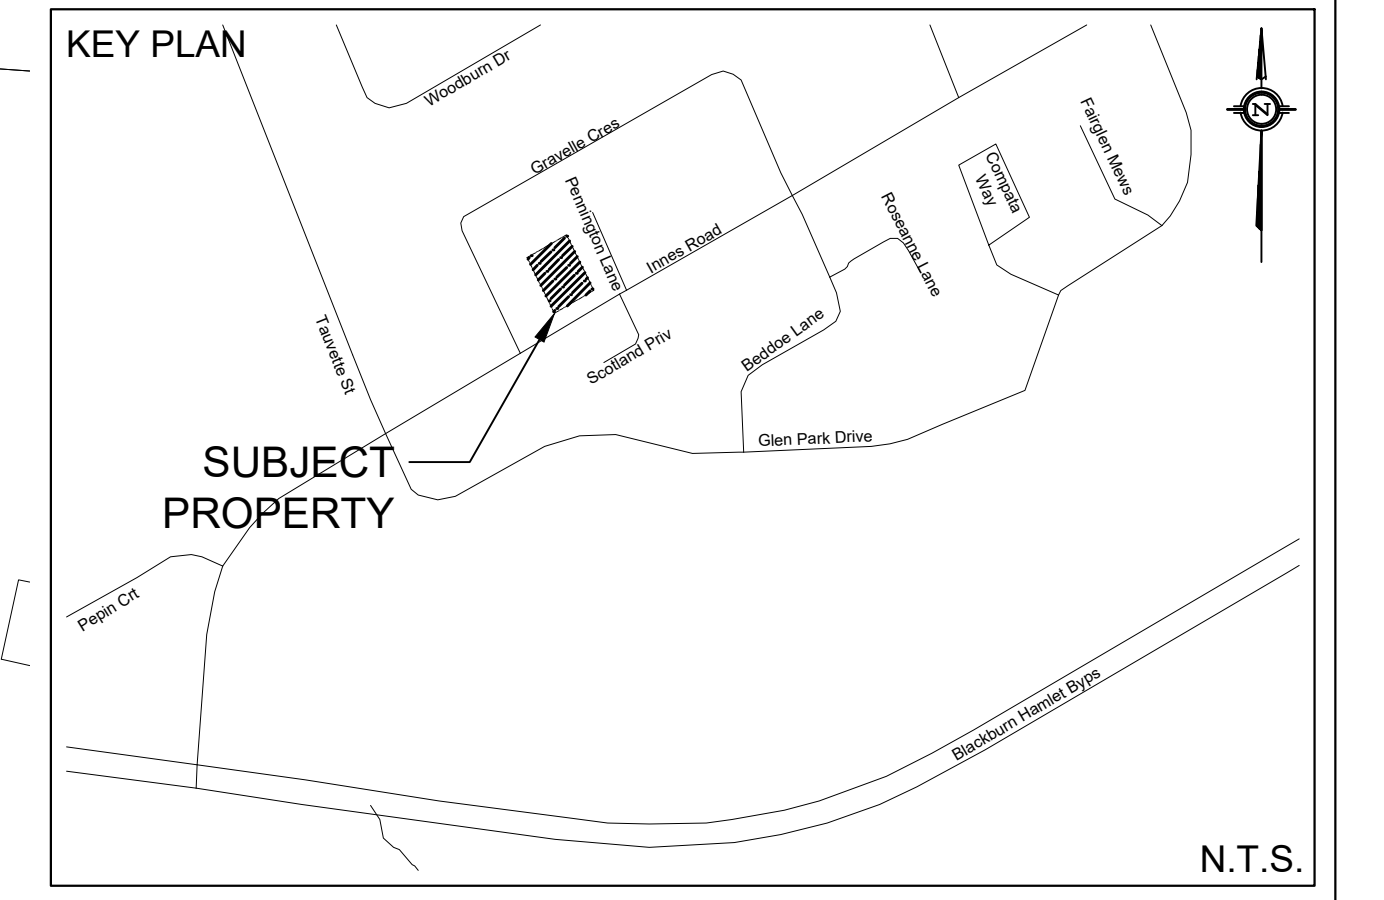 KEY PLAN
Woodburn Dr
Gravelle Cres
Pennington Lane
Innes Road
Fairglen Mews
Compata
Way
Roseanne Lane
N
Tauvette St
Scotland Priv
Beddoe Lane
Glen Park Drive
SUBJECT
PROPERTY
Pepin Crt
Blackburn Hamlet Byps
N.T.S.